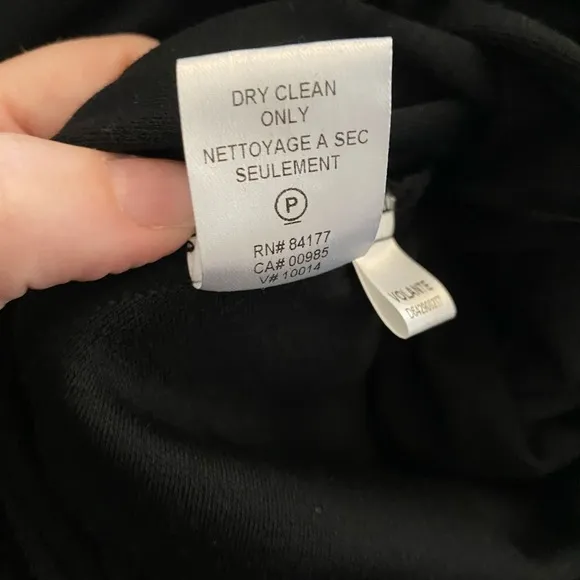 DRY CLEAN
ONLY
NETTOYAGE A SEC
SEULEMENT
P
RN# 84177
CA# 00985
V# 10014
VOLANTE